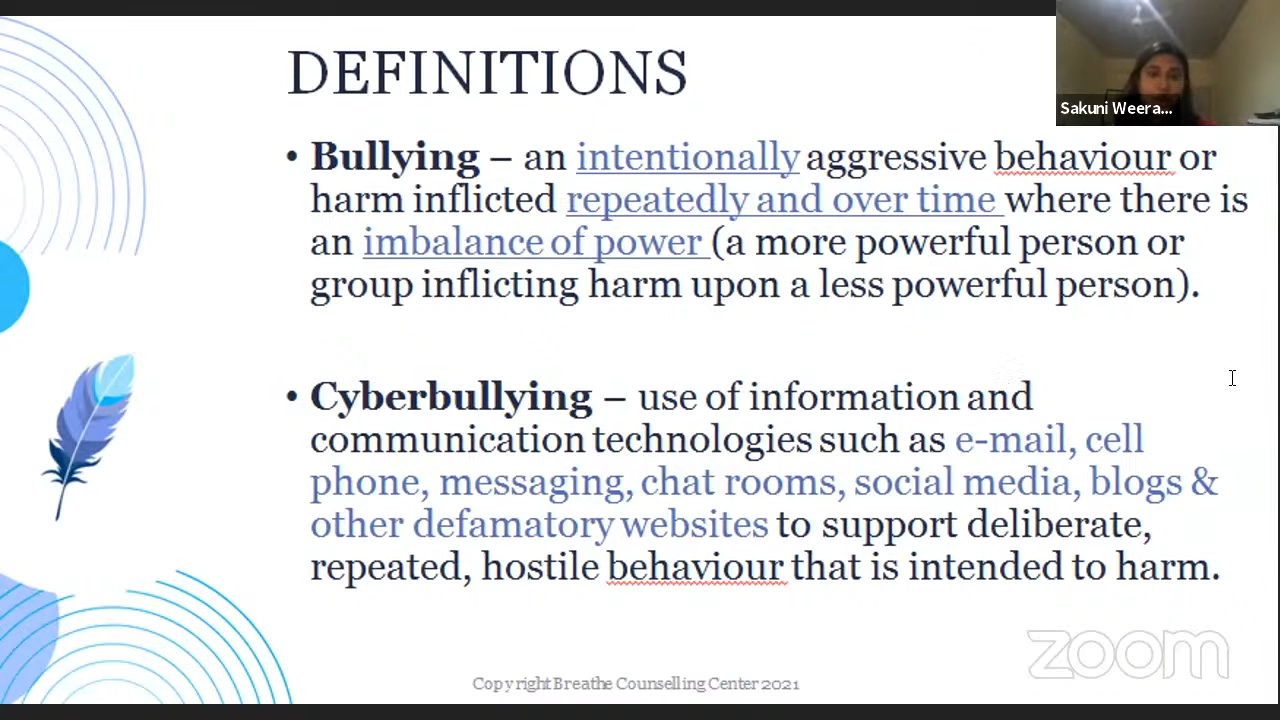 DEFINITIONS
Sakuni Weera...
• Bullying – an intentionally aggressive behaviour or
harm inflicted repeatedly and over time where there is
an imbalance of power (a more powerful person or
group inflicting harm upon a less powerful person).
• Cyberbullying – use of information and
communication technologies such as e-mail, cell
phone, messaging, chat rooms, social media, blogs &
other defamatory websites to support deliberate,
repeated, hostile behaviour that is intended to harm.
zoom
Copyright Breathe Counselling Center 2021